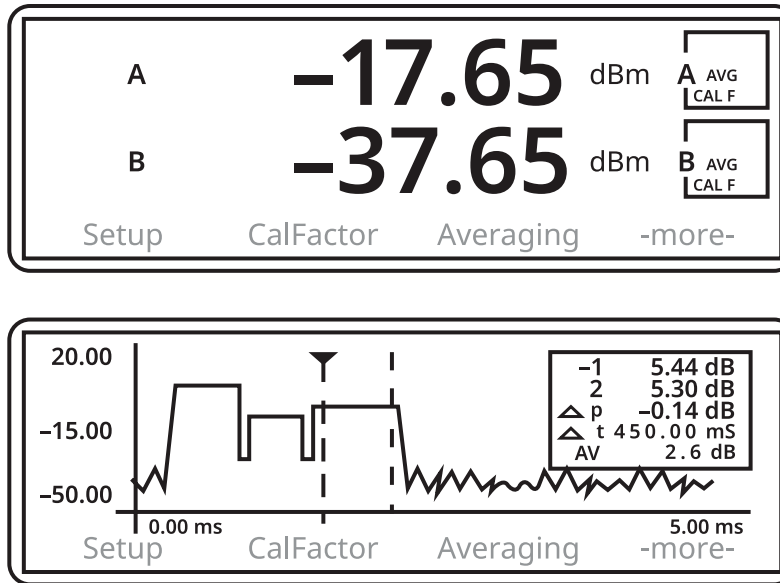 A –17.65 dBm A AVG
CAL F
B –37.65 dBm B AVG
CAL F
Setup CalFactor Averaging -more-
20.00
–15.00
–50.00
–1 5.44 dB
2 5.30 dB
△ p –0.14 dB
△ t 450.00 mS
AV 2.6 dB
0.00 ms 5.00 ms
Setup CalFactor Averaging -more-